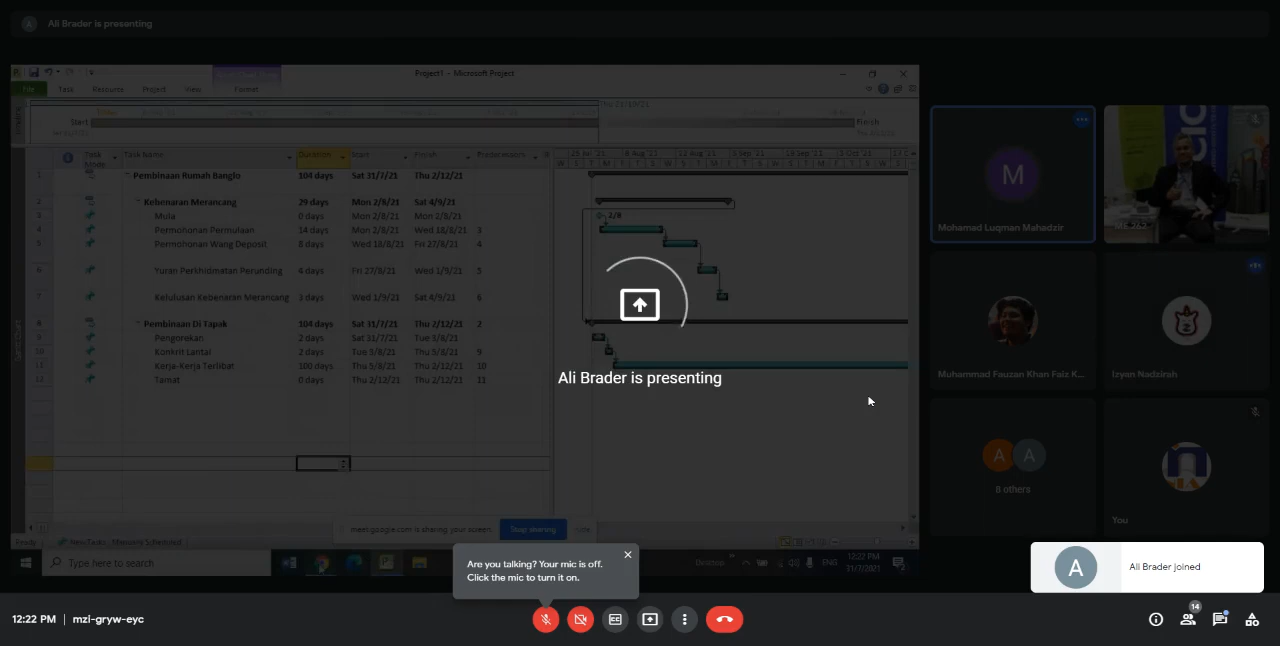 A Ali Brader is presenting
Project1 - Microsoft Project
File Task Resource Project View Format
Thu 21/10/21
Start Finish
Task Mode Task Name Duration Start Finish Predecessors
1 Pembinaan Rumah Banglo 104 days Sat 31/7/21 Thu 2/12/21
2 Kebenaran Merancang 29 days Mon 2/8/21 Sat 4/9/21
3 Mula 0 days Mon 2/8/21 Mon 2/8/21 2/8
4 Permohonan Permulaan 14 days Mon 2/8/21 Wed 18/8/21 3
5 Permohonan Wang Deposit 8 days Wed 18/8/21 Fri 27/8/21 4
6 Yuran Perkhidmatan Perunding 4 days Fri 27/8/21 Wed 1/9/21 5
7 Kelulusan Kebenaran Merancang 3 days Wed 1/9/21 Sat 4/9/21 6
8 Pembinaan Di Tapak 104 days Sat 31/7/21 Thu 2/12/21 2
9 Pengorekan 2 days Sat 31/7/21 Tue 3/8/21
10 Konkrit Lantai 2 days Tue 3/8/21 Thu 5/8/21 9
11 Kerja-Kerja Terlibat 100 days Thu 5/8/21 Thu 2/12/21 10
12 Tamat 0 days Thu 2/12/21 Thu 2/12/21 11
Ali Brader is presenting
M
Mohamad Luqman Mahadzir
Muhammad Fauzan Khan Faiz K...
Izyan Nadzirah
A A
8 others
You
meet.google.com is sharing your screen. Stop sharing Hide
Ready New Tasks : Manually Scheduled
Type here to search
Desktop ENG 12:22 PM
31/7/2021
Are you talking? Your mic is off.
Click the mic to turn it on.
A Ali Brader joined
12:22 PM | mzi-gryw-eyc
14